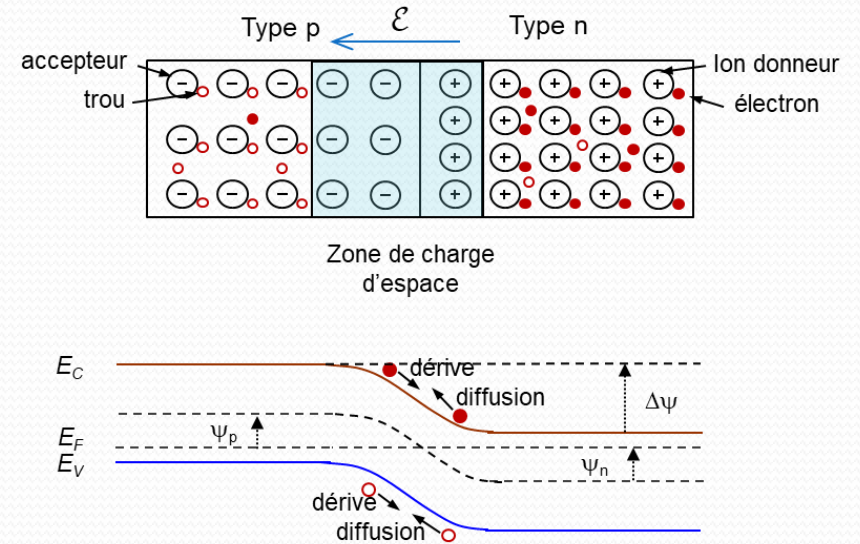 Type p
ℰ
Type n
accepteur
trou
Ion donneur
électron
Zone de charge
d'espace
E_C
dérive
diffusion
Δψ
ψ_p
E_F
E_V
ψ_n
dérive
diffusion